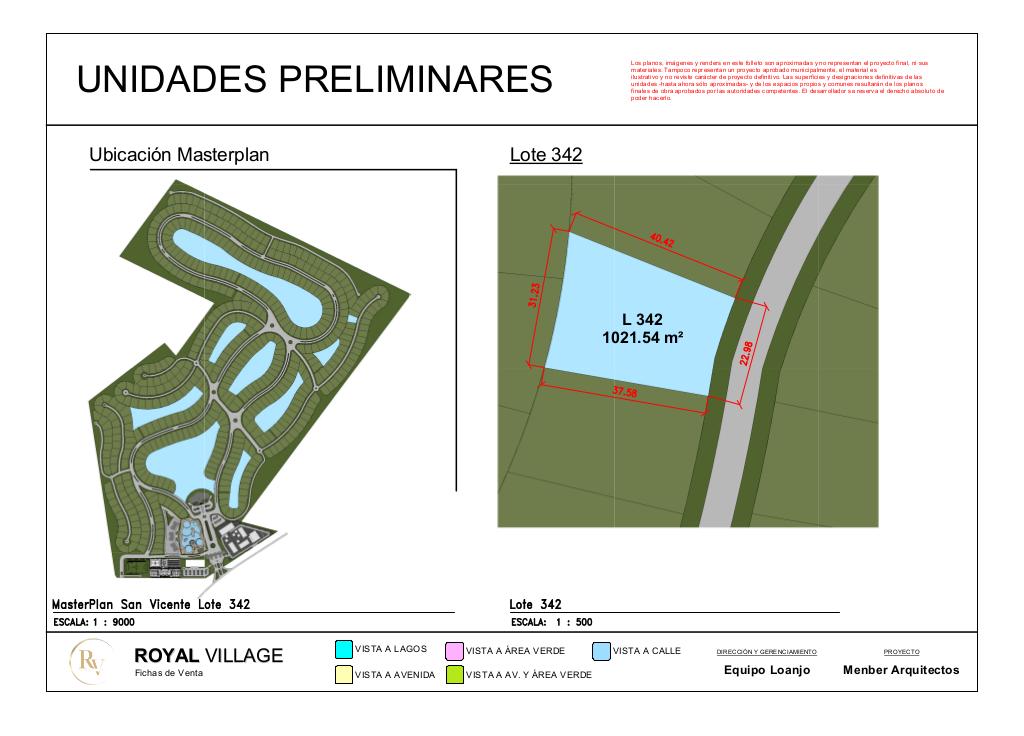 UNIDADES PRELIMINARES
Los planos, imágenes y renders en este folleto son aproximadas y no representan el proyecto final, ni sus
materiales. Tampoco representan un proyecto aprobado municipalmente, el material es
ilustrativo y no reviste carácter de proyecto definitivo. Las superficies y designaciones definitivas de las
unidades -hasta ahora sólo aproximadas- y de los espacios propios y comunes resultarán de los planos
finales de obra aprobados por las autoridades competentes. El desarrollador se reserva el derecho absoluto de
poder hacerlo.
Ubicación Masterplan
Lote 342
40.42
31.23
L 342
1021.54 m²
22.98
37.58
MasterPlan San Vicente Lote 342
ESCALA: 1 : 9000
Lote 342
ESCALA: 1 : 500
RV
ROYAL VILLAGE
Fichas de Venta
VISTA A LAGOS
VISTA A ÁREA VERDE
VISTA A CALLE
VISTA A AVENIDA
VISTA A AV. Y ÁREA VERDE
DIRECCIÓN Y GERENCIAMIENTO
Equipo Loanjo
PROYECTO
Menber Arquitectos